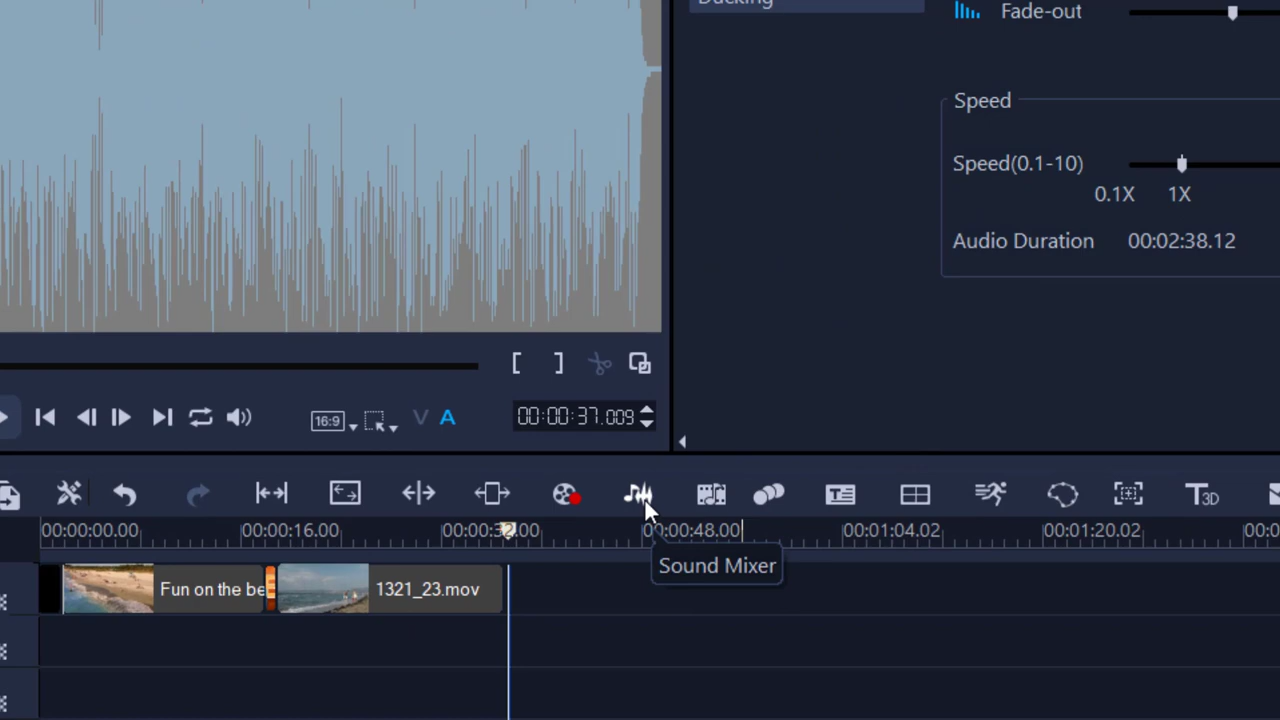 Ducking
Fade-out
Speed
Speed(0.1-10)
0.1X 1X
Audio Duration 00:02:38.12
16:9
V A
00:00:37.009
T3D
00:00:00.00 00:00:16.00 00:00:32.00 00:00:48.00 00:01:04.02 00:01:20.02 00:0
Sound Mixer
Fun on the be 1321_23.mov